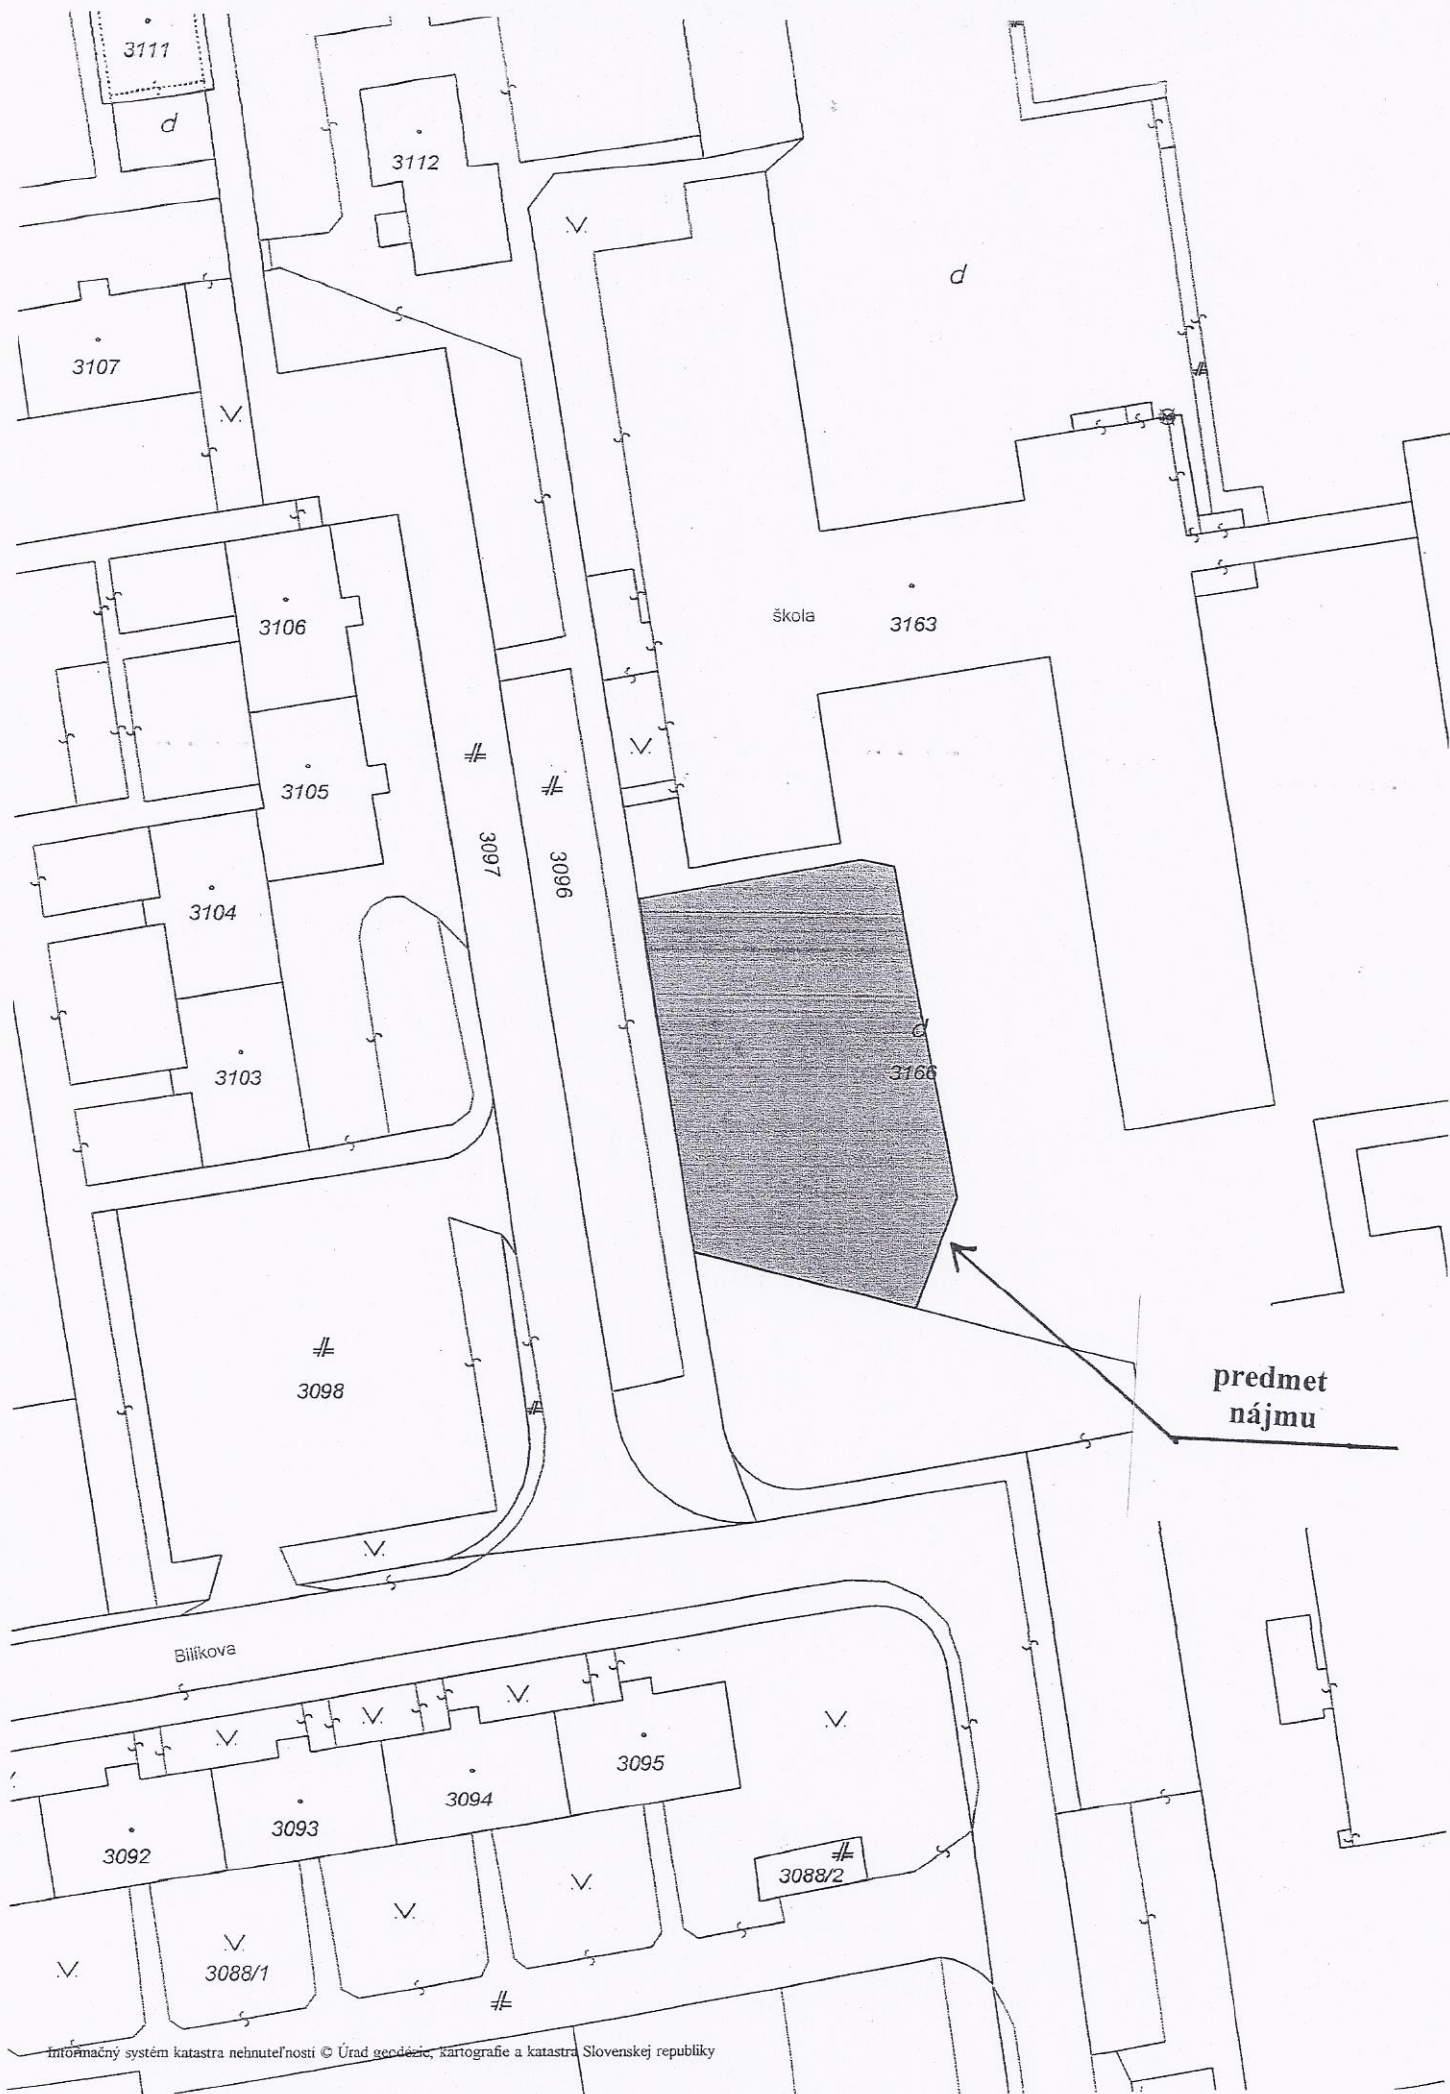 3111
d
3112
d
3107
3106
škola
3163
3105
3097
3096
3104
d
3166
3103
predmet
nájmu
3098
Bilíkova
3095
3094
3093
3092
3088/2
3088/1
Informačný systém katastra nehnuteľností © Úrad geodézie, kartografie a katastra Slovenskej republiky